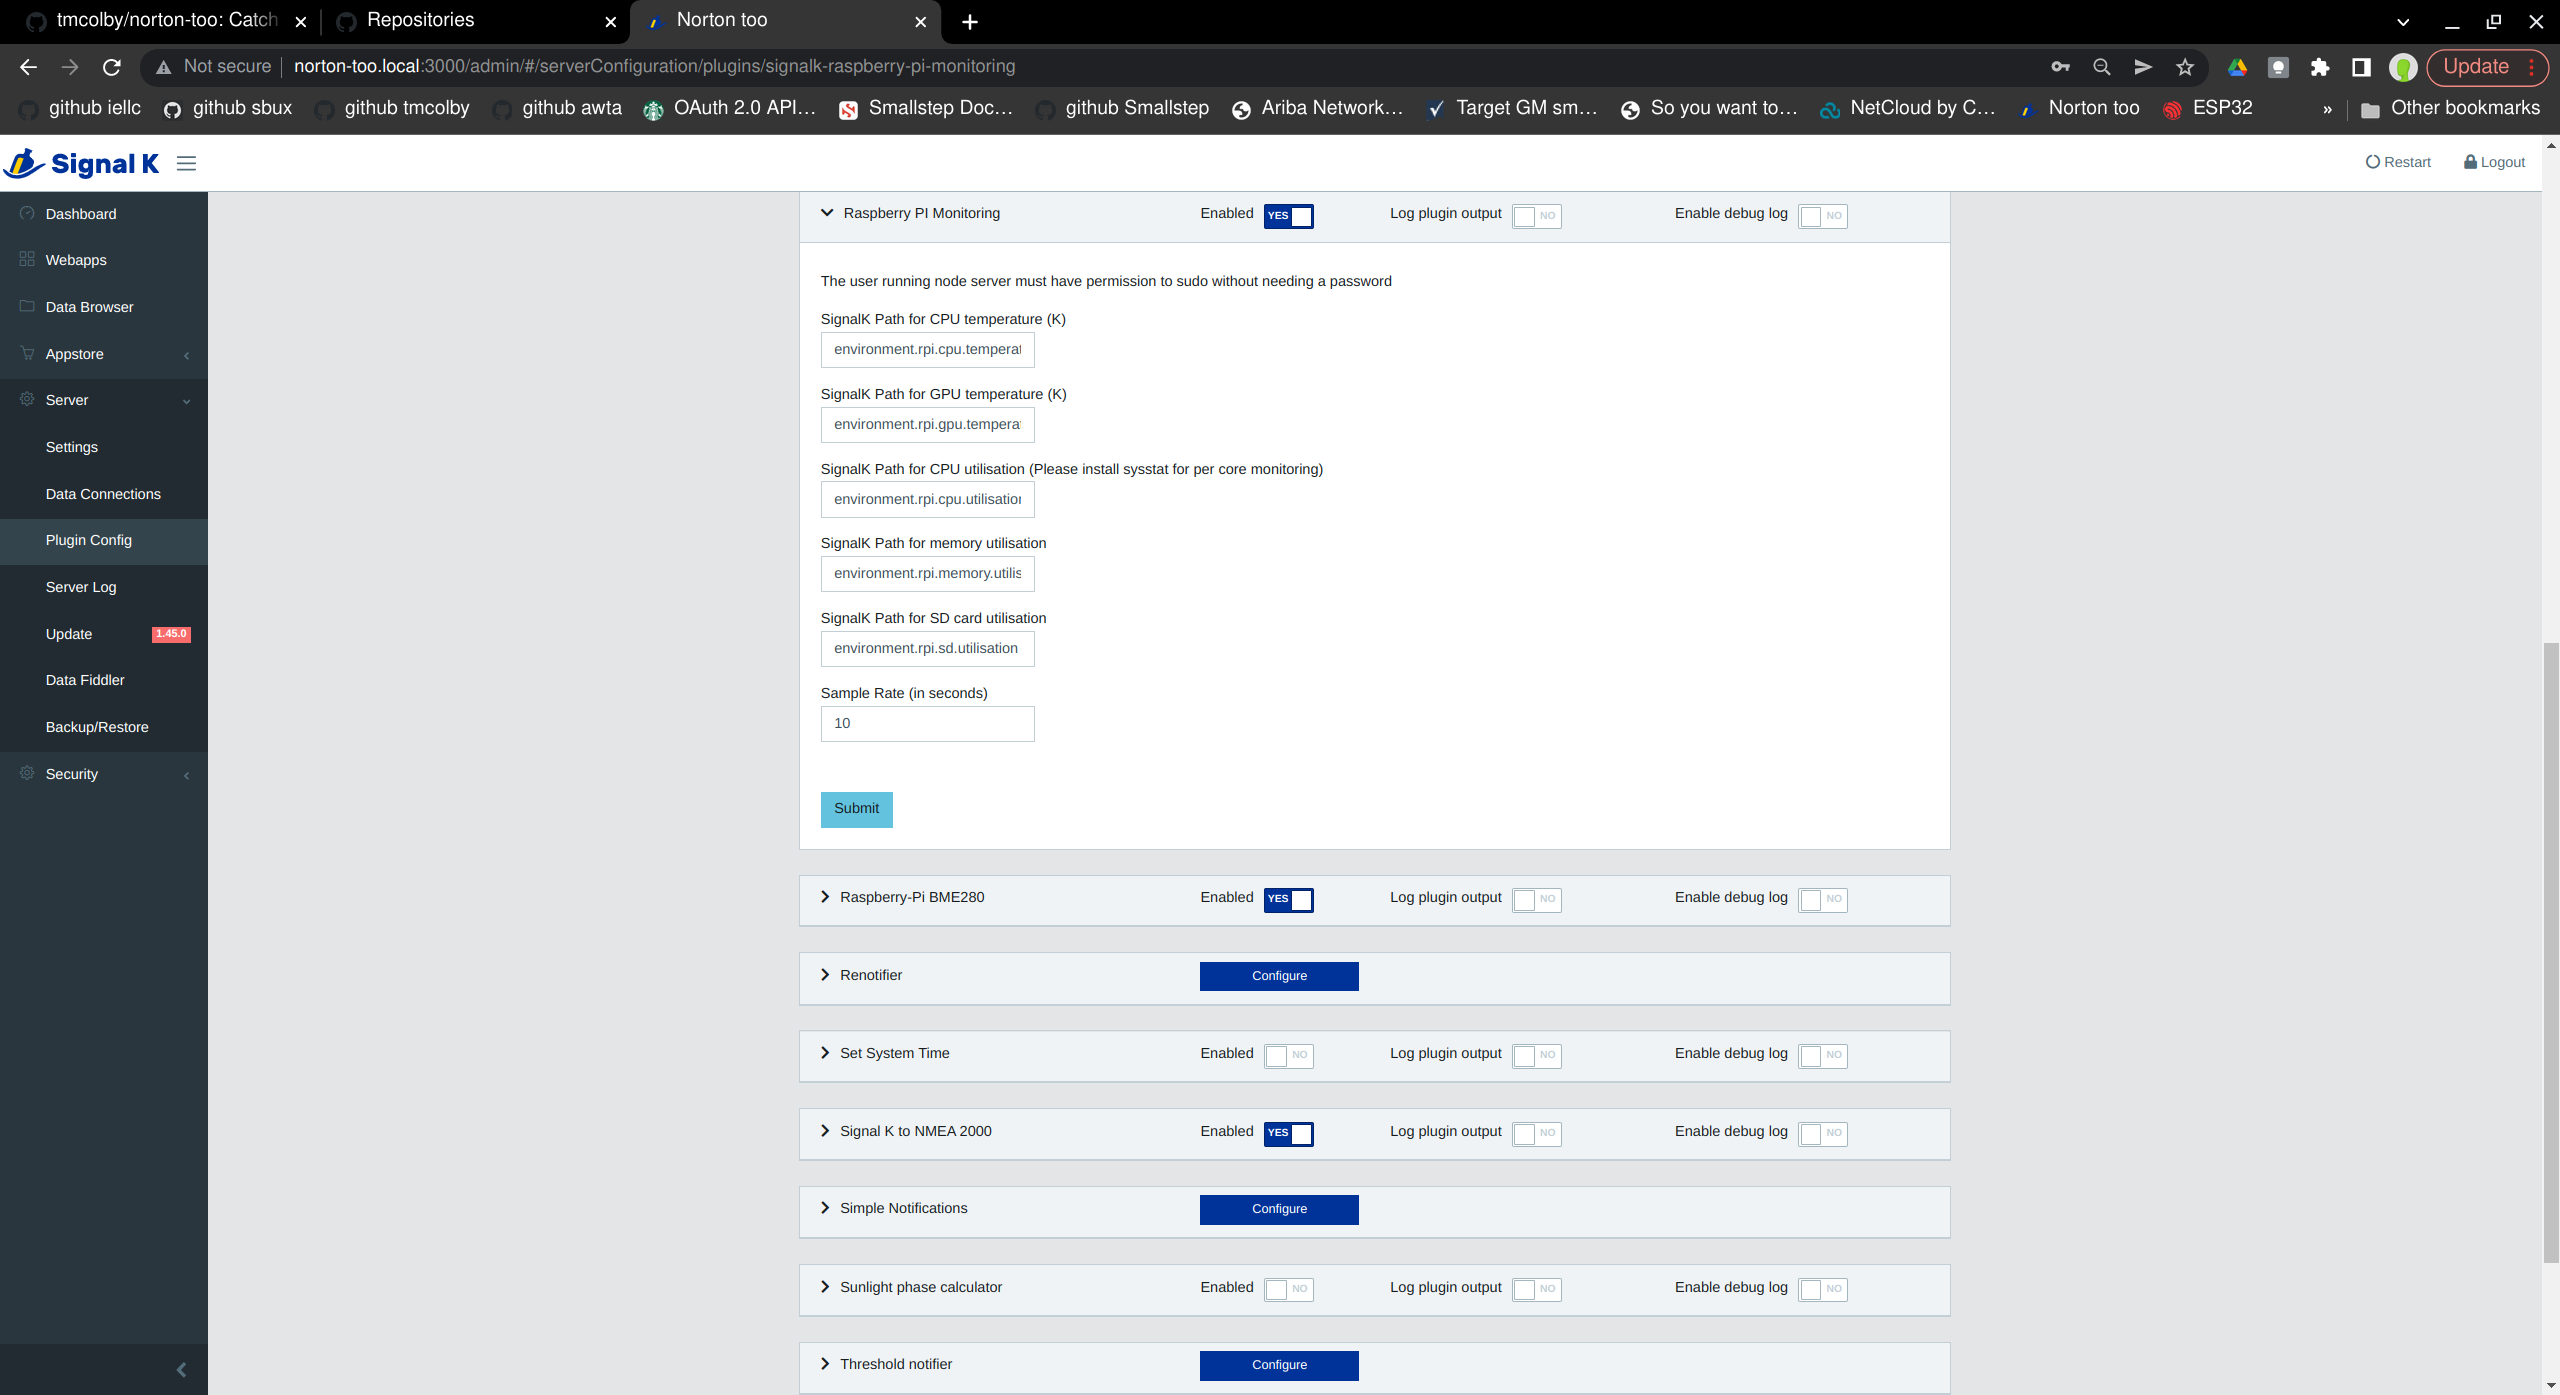 tmcolby/norton-too: Catch
Repositories
Norton too
Not secure
norton-too.local:3000/admin/#/serverConfiguration/plugins/signalk-raspberry-pi-monitoring
Update
github iellc
github sbux
github tmcolby
github awta
OAuth 2.0 API...
Smallstep Doc...
github Smallstep
Ariba Network...
Target GM sm...
So you want to...
NetCloud by C...
Norton too
ESP32
»
Other bookmarks
Signal K
Restart
Logout
Dashboard
Webapps
Data Browser
Appstore
Server
Settings
Data Connections
Plugin Config
Server Log
Update 1.45.0
Data Fiddler
Backup/Restore
Security
Raspberry PI Monitoring Enabled YES Log plugin output NO Enable debug log NO
The user running node server must have permission to sudo without needing a password
SignalK Path for CPU temperature (K)
environment.rpi.cpu.temperat
SignalK Path for GPU temperature (K)
environment.rpi.gpu.temperat
SignalK Path for CPU utilisation (Please install sysstat for per core monitoring)
environment.rpi.cpu.utilisation
SignalK Path for memory utilisation
environment.rpi.memory.utilis
SignalK Path for SD card utilisation
environment.rpi.sd.utilisation
Sample Rate (in seconds)
10
Submit
Raspberry-Pi BME280 Enabled YES Log plugin output NO Enable debug log NO
Renotifier Configure
Set System Time Enabled NO Log plugin output NO Enable debug log NO
Signal K to NMEA 2000 Enabled YES Log plugin output NO Enable debug log NO
Simple Notifications Configure
Sunlight phase calculator Enabled NO Log plugin output NO Enable debug log NO
Threshold notifier Configure